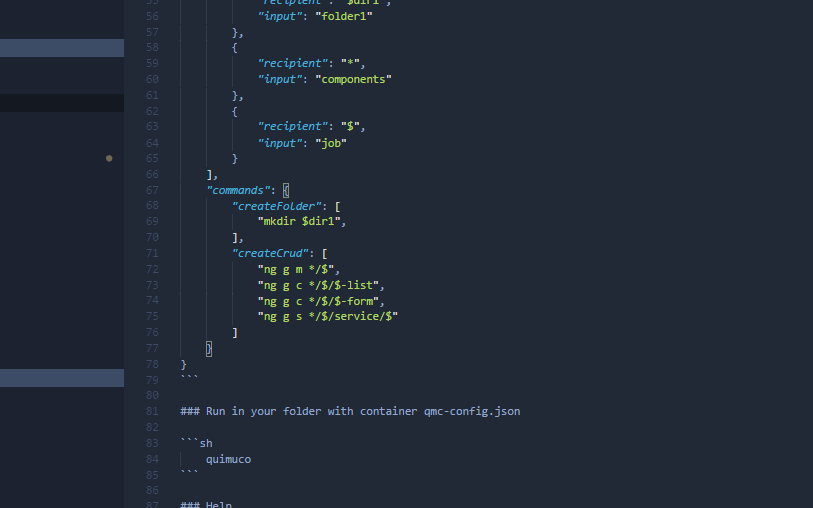 55 "recipient": "$dir1",
56 "input": "folder1"
57 },
58 {
59 "recipient": "*",
60 "input": "components"
61 },
62 {
63 "recipient": "$",
64 "input": "job"
65 }
66 ],
67 "commands": {
68 "createFolder": [
69 "mkdir $dir1",
70 ],
71 "createCrud": [
72 "ng g m */$",
73 "ng g c */$/$-list",
74 "ng g c */$/$-form",
75 "ng g s */$/service/$"
76 ]
77 }
78 }
79 ```
80
81 ### Run in your folder with container qmc-config.json
82
83 ```sh
84 quimuco
85 ```
86
87 ### Help